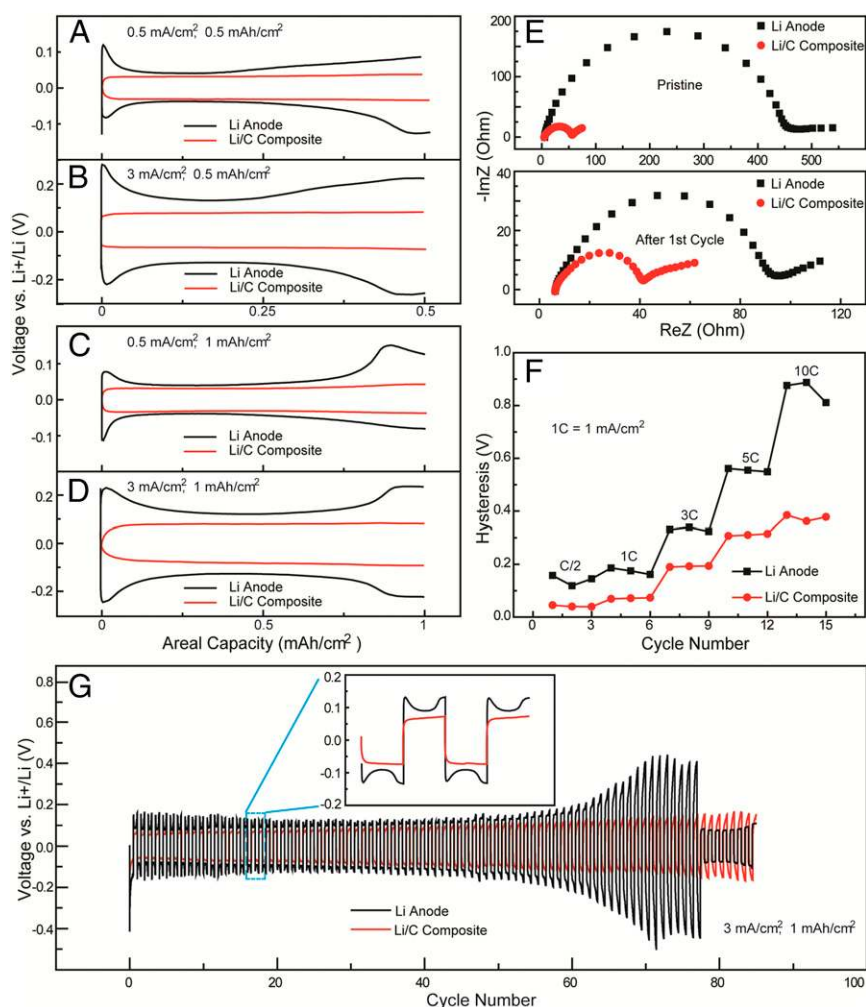 A
0.5 mA/cm², 0.5 mAh/cm²
0.1
0.0
-0.1
Li Anode
Li/C Composite
B
3 mA/cm², 0.5 mAh/cm²
0.2
0.0
-0.2
Li Anode
Li/C Composite
0
0.25
0.5
C
0.5 mA/cm², 1 mAh/cm²
0.1
0.0
-0.1
Li Anode
Li/C Composite
D
3 mA/cm², 1 mAh/cm²
0.2
0.0
-0.2
Li Anode
Li/C Composite
0
0.5
1
Voltage vs. Li+/Li (V)
Areal Capacity (mAh/cm²)
E
200
100
0
Li Anode
Li/C Composite
Pristine
0 100 200 300 400 500 600
-ImZ (Ohm)
40
20
0
Li Anode
Li/C Composite
After 1st Cycle
0 40 80 120
ReZ (Ohm)
F
1.0
0.8
0.6
0.4
0.2
0.0
Hysteresis (V)
1C = 1 mA/cm²
C/2
1C
3C
5C
10C
Li Anode
Li/C Composite
0 3 6 9 12 15
Cycle Number
G
0.8
0.6
0.4
0.2
0.0
-0.2
-0.4
Voltage vs. Li+/Li (V)
0.2
0.1
0.0
-0.1
-0.2
Li Anode
Li/C Composite
3 mA/cm², 1 mAh/cm²
0 20 40 60 80 100
Cycle Number